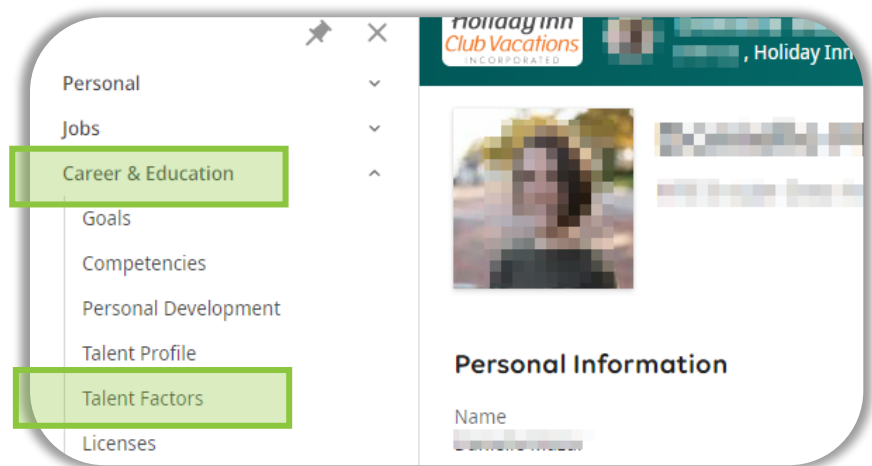 Personal
Jobs
Career & Education
Goals
Competencies
Personal Development
Talent Profile
Talent Factors
Licenses
Holiday Inn
Club Vacations
INCORPORATED
, Holiday Inn
Personal Information
Name